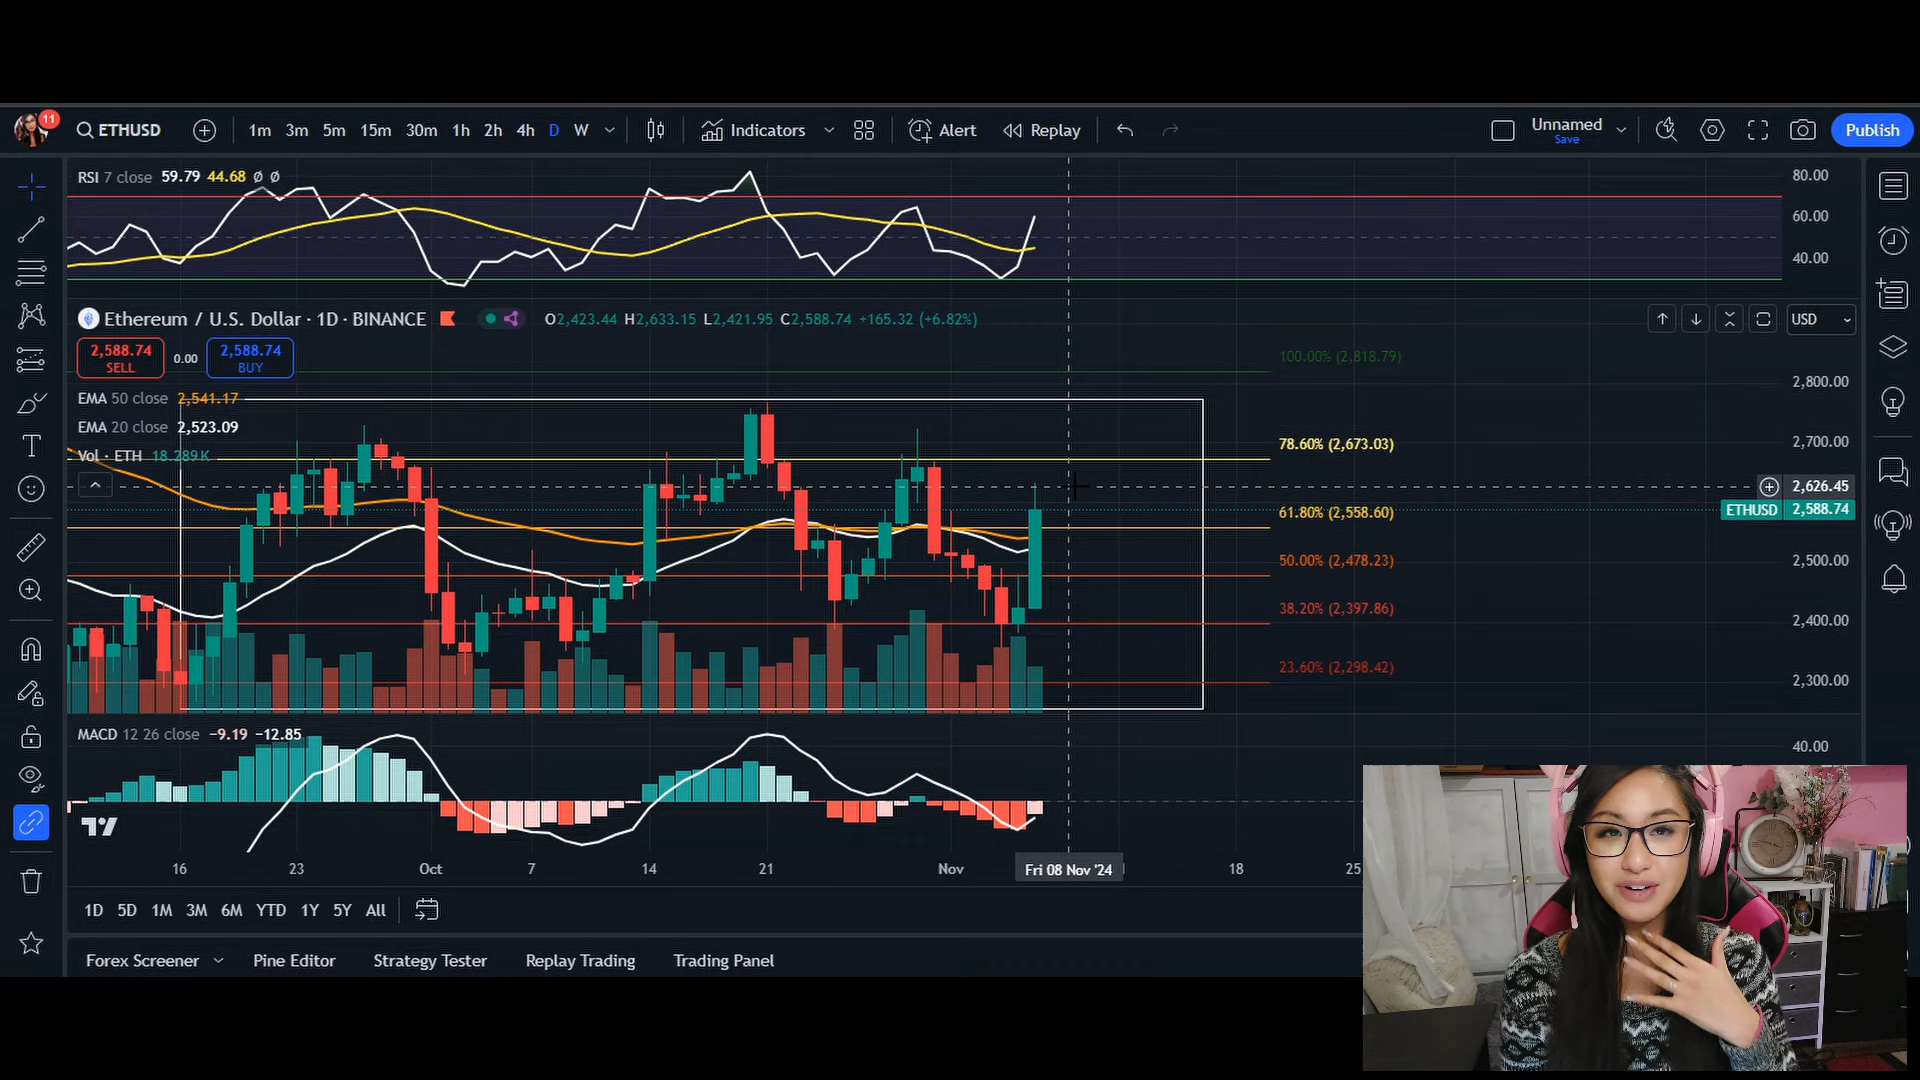 11
ETHUSD
1m 3m 5m 15m 30m 1h 2h 4h D W
Indicators
Alert
Replay
Unnamed
Save
Publish
RSI 7 close 59.79 44.68 ∅ ∅
80.00
60.00
40.00
Ethereum / U.S. Dollar · 1D · BINANCE
O2,423.44 H2,633.15 L2,421.95 C2,588.74 +165.32 (+6.82%)
USD
2,588.74
SELL
0.00
2,588.74
BUY
100.00% (2,818.79)
2,800.00
EMA 50 close 2,541.17
EMA 20 close 2,523.09
78.60% (2,673.03)
2,700.00
Vol · ETH 18.289K
2,626.45
61.80% (2,558.60)
ETHUSD 2,588.74
50.00% (2,478.23)
2,500.00
38.20% (2,397.86)
2,400.00
23.60% (2,298.42)
2,300.00
MACD 12 26 close −9.19 −12.85
40.00
16 23 Oct 7 14 21 Nov Fri 08 Nov '24 18 25
1D 5D 1M 3M 6M YTD 1Y 5Y All
Forex Screener Pine Editor Strategy Tester Replay Trading Trading Panel